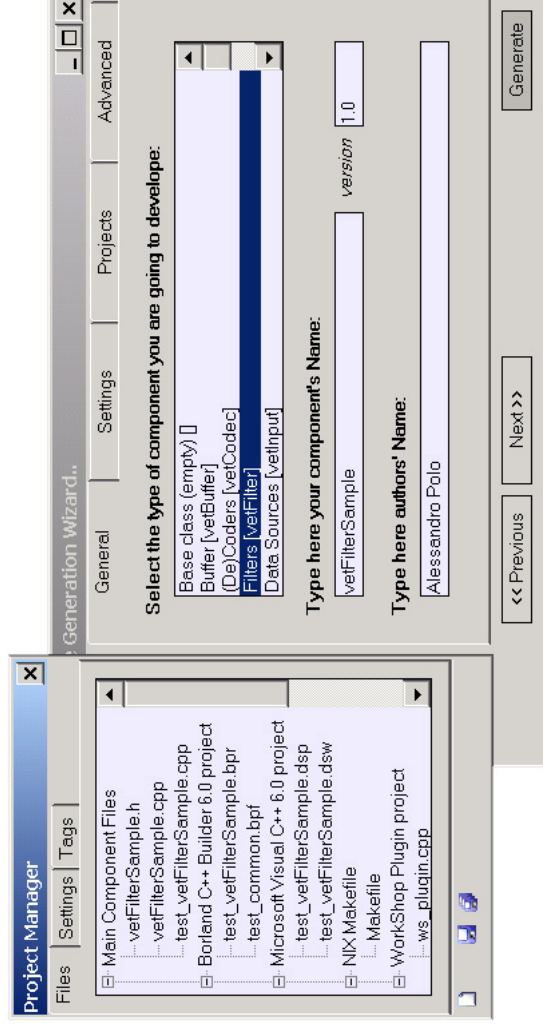 Project Manager
Files Settings Tags
Main Component Files
vetFilterSample.h
vetFilterSample.cpp
test_vetFilterSample.cpp
Borland C++ Builder 6.0 project
test_vetFilterSample.bpr
test_common.bpf
Microsoft Visual C++ 6.0 project
test_vetFilterSample.dsp
test_vetFilterSample.dsw
NIX Makefile
Makefile
WorkShop Plugin project
ws_plugin.cpp
Generation Wizard..
General Settings Projects Advanced
Select the type of component you are going to develope:
Base class (empty) []
Buffer [vetBuffer]
(De)Coders [vetCodec]
Filters [vetFilter]
Data Sources [vetInput]
Type here your component's Name:
vetFilterSample version 1.0
Type here authors' Name:
Alessandro Polo
<< Previous Next >> Generate